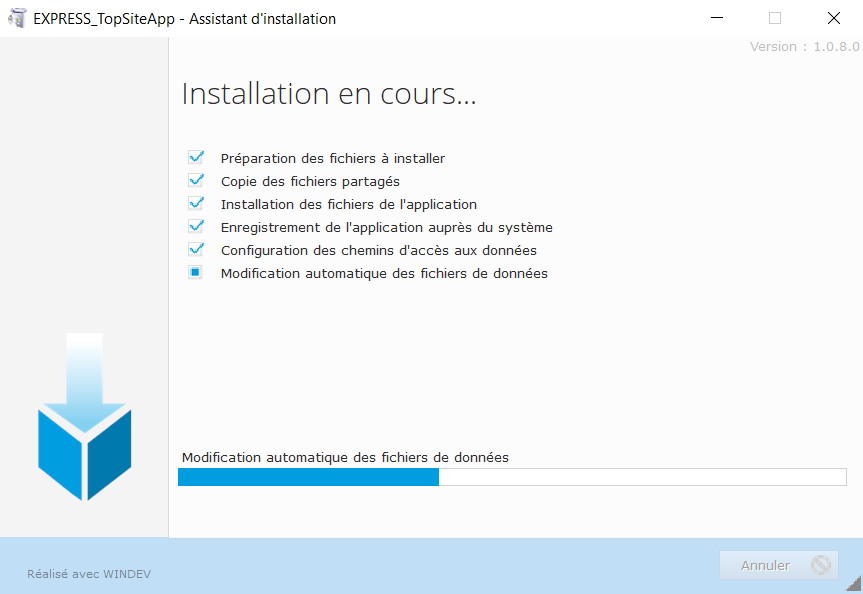 EXPRESS_TopSiteApp - Assistant d'installation
Version : 1.0.8.0
Installation en cours...
Préparation des fichiers à installer
Copie des fichiers partagés
Installation des fichiers de l'application
Enregistrement de l'application auprès du système
Configuration des chemins d'accès aux données
Modification automatique des fichiers de données
Modification automatique des fichiers de données
Annuler
Réalisé avec WINDEV